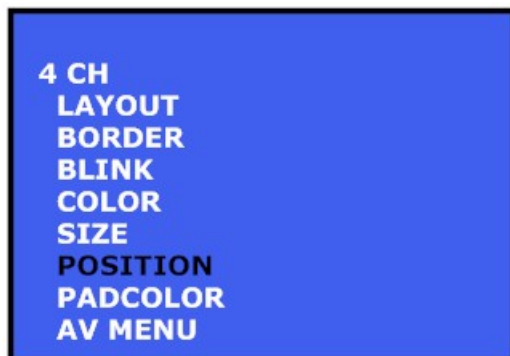 4 CH
LAYOUT
BORDER
BLINK
COLOR
SIZE
POSITION
PADCOLOR
AV MENU